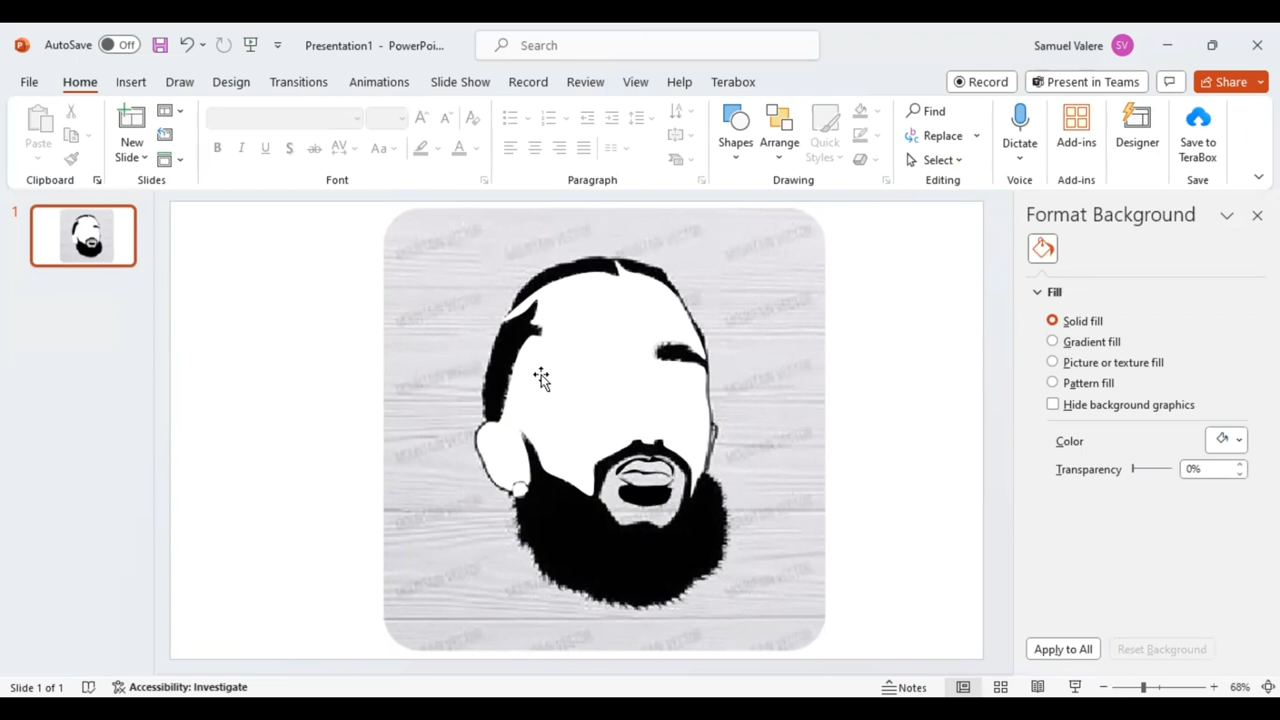 AutoSave Off Presentation1 - PowerPoi... Search Samuel Valere SV
File Home Insert Draw Design Transitions Animations Slide Show Record Review View Help Terabox Record Present in Teams Share
Paste New Slide B I U S ab AV Aa A Shapes Arrange Quick Styles Find Replace Select Dictate Add-ins Designer Save to TeraBox
Clipboard Slides Font Paragraph Drawing Editing Voice Add-ins Save
1
Format Background
Fill
Solid fill
Gradient fill
Picture or texture fill
Pattern fill
Hide background graphics
Color
Transparency 0%
Apply to All Reset Background
Slide 1 of 1 Accessibility: Investigate Notes 68%